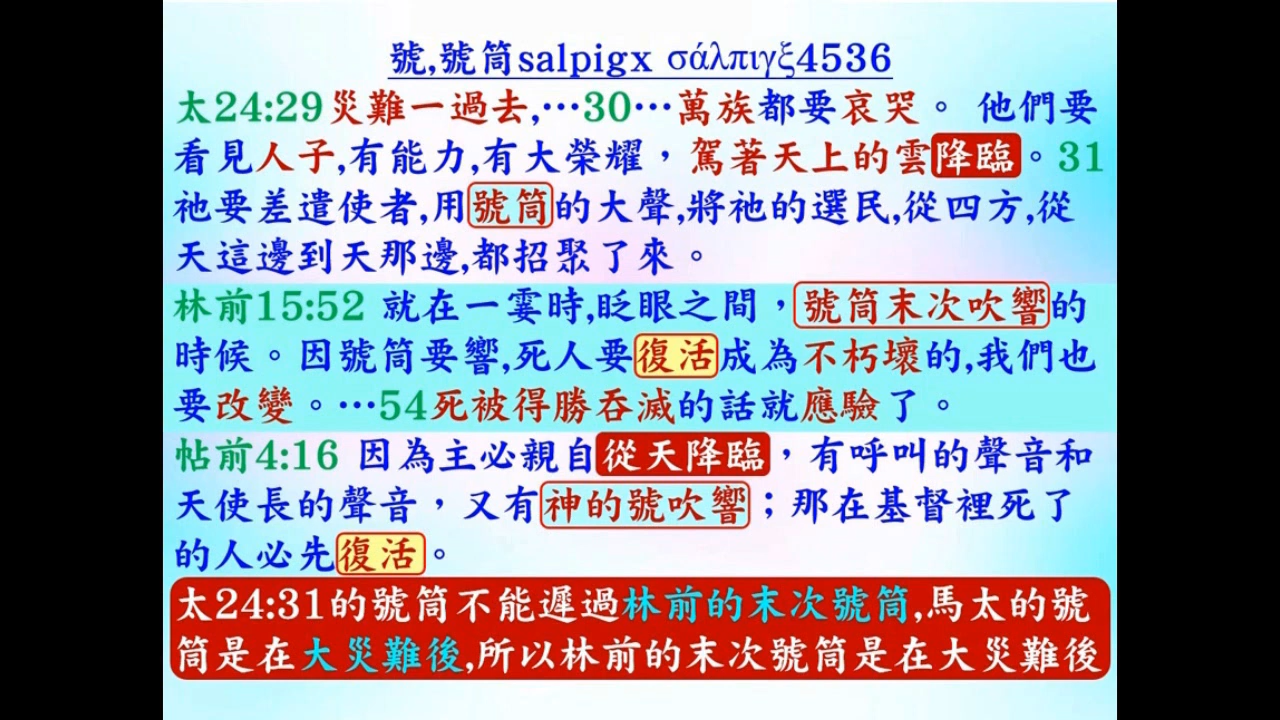 號,號筒salpigx σάλπιγξ4536
太24:29災難一過去,…30…萬族都要哀哭。 他們要
看見人子,有能力,有大榮耀，駕著天上的雲降臨。31
祂要差遣使者,用號筒的大聲,將祂的選民,從四方,從
天這邊到天那邊,都招聚了來。
林前15:52 就在一霎時,眨眼之間，號筒末次吹響的
時候。因號筒要響,死人要復活成為不朽壞的,我們也
要改變。…54死被得勝吞滅的話就應驗了。
帖前4:16 因為主必親自從天降臨，有呼叫的聲音和
天使長的聲音，又有神的號吹響；那在基督裡死了
的人必先復活。
太24:31的號筒不能遲過林前的末次號筒,馬太的號
筒是在大災難後,所以林前的末次號筒是在大災難後